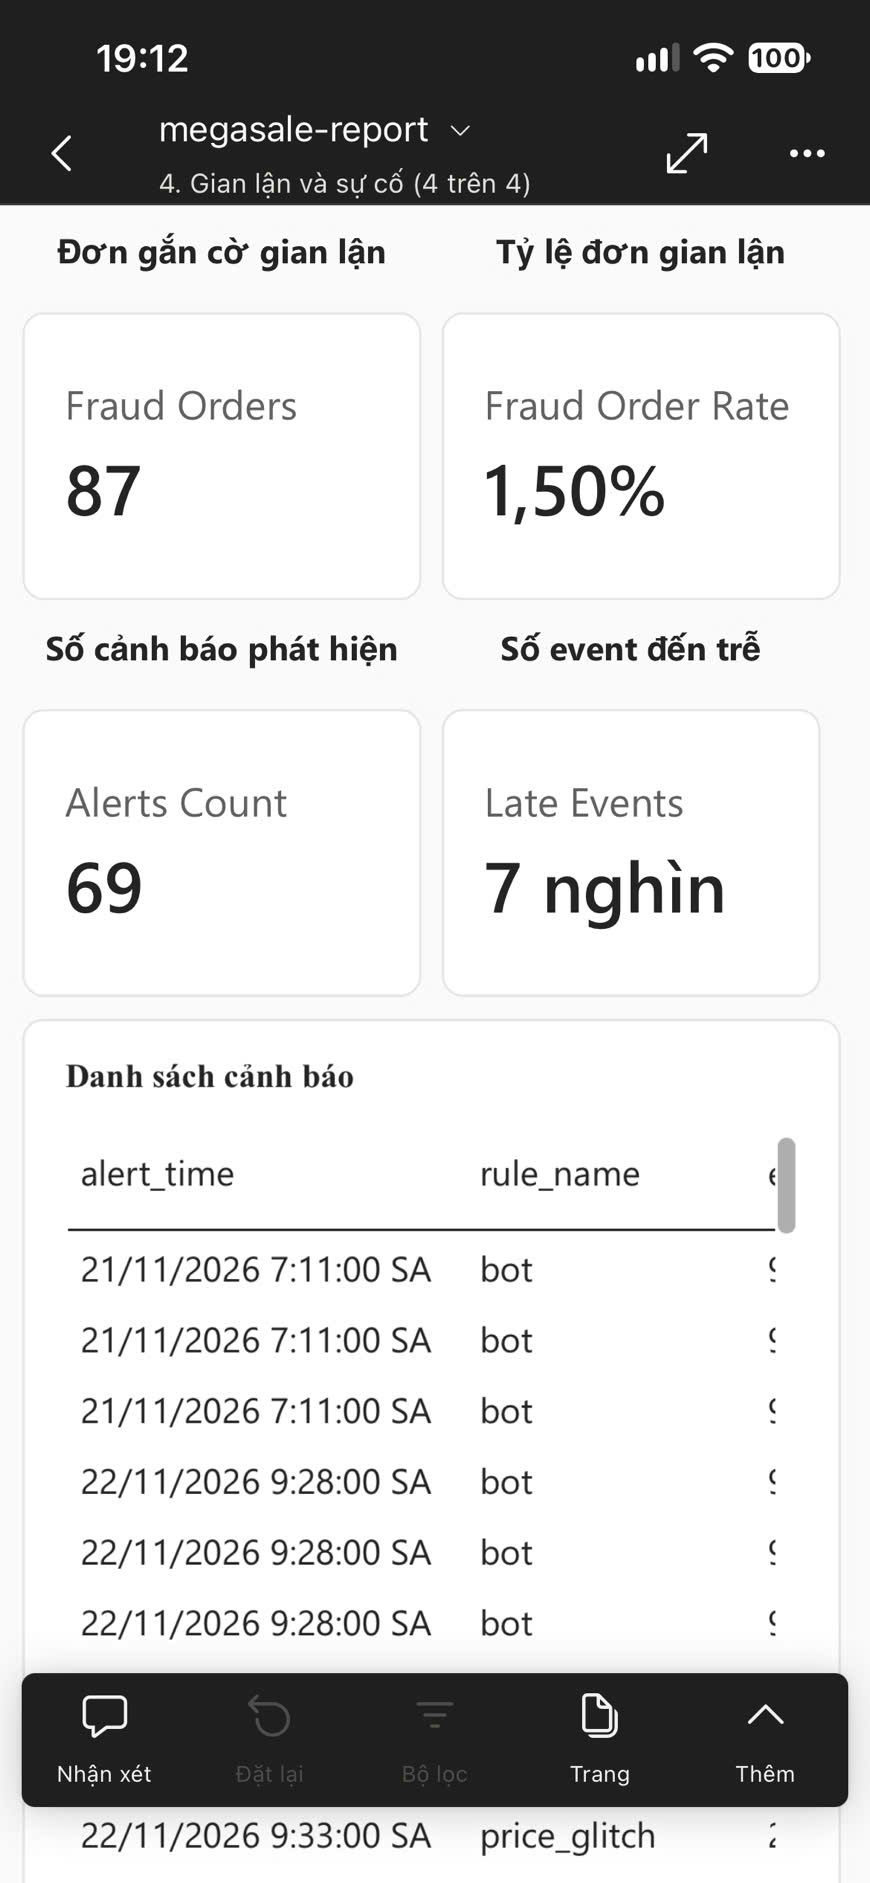 19:12
100
megasale-report
4. Gian lận và sự cố (4 trên 4)
Đơn gắn cờ gian lận
Tỷ lệ đơn gian lận
Fraud Orders
87
Fraud Order Rate
1,50%
Số cảnh báo phát hiện
Số event đến trễ
Alerts Count
69
Late Events
7 nghìn
Danh sách cảnh báo
alert_time rule_name
21/11/2026 7:11:00 SA bot
21/11/2026 7:11:00 SA bot
21/11/2026 7:11:00 SA bot
22/11/2026 9:28:00 SA bot
22/11/2026 9:28:00 SA bot
22/11/2026 9:28:00 SA bot
Nhận xét Đặt lại Bộ lọc Trang Thêm
22/11/2026 9:33:00 SA price_glitch